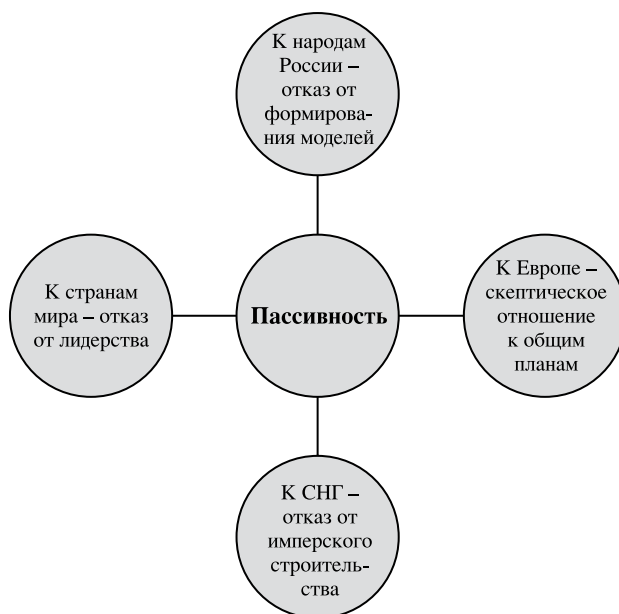 К народам
России –
отказ от
формирова-
ния моделей
К странам
мира – отказ
от лидерства
Пассивность
К Европе –
скептическое
отношение
к общим
планам
К СНГ –
отказ от
имперского
строитель-
ства